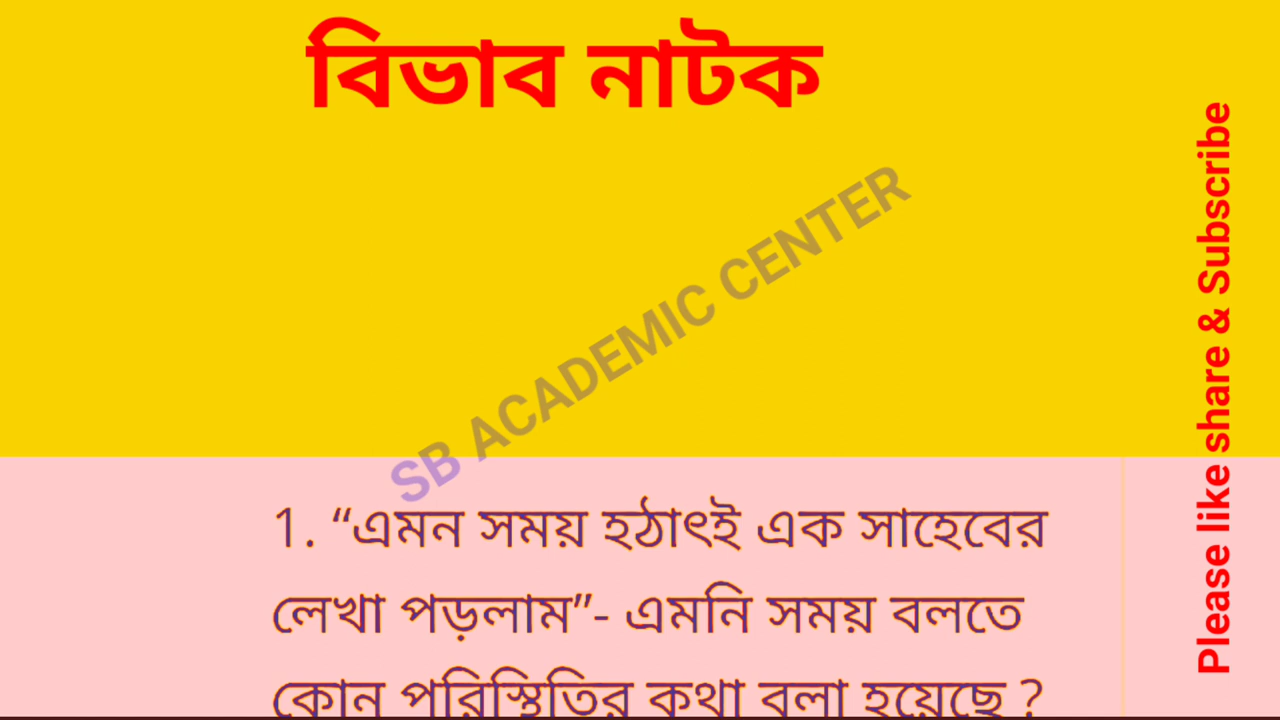 বিভাব নাটক
SB ACADEMIC CENTER
Please like share & Subscribe
1. “এমন সময় হঠাৎই এক সাহেবের
লেখা পড়লাম”- এমনি সময় বলতে
কোন পরিস্থিতির কথা বলা হয়েছে ?